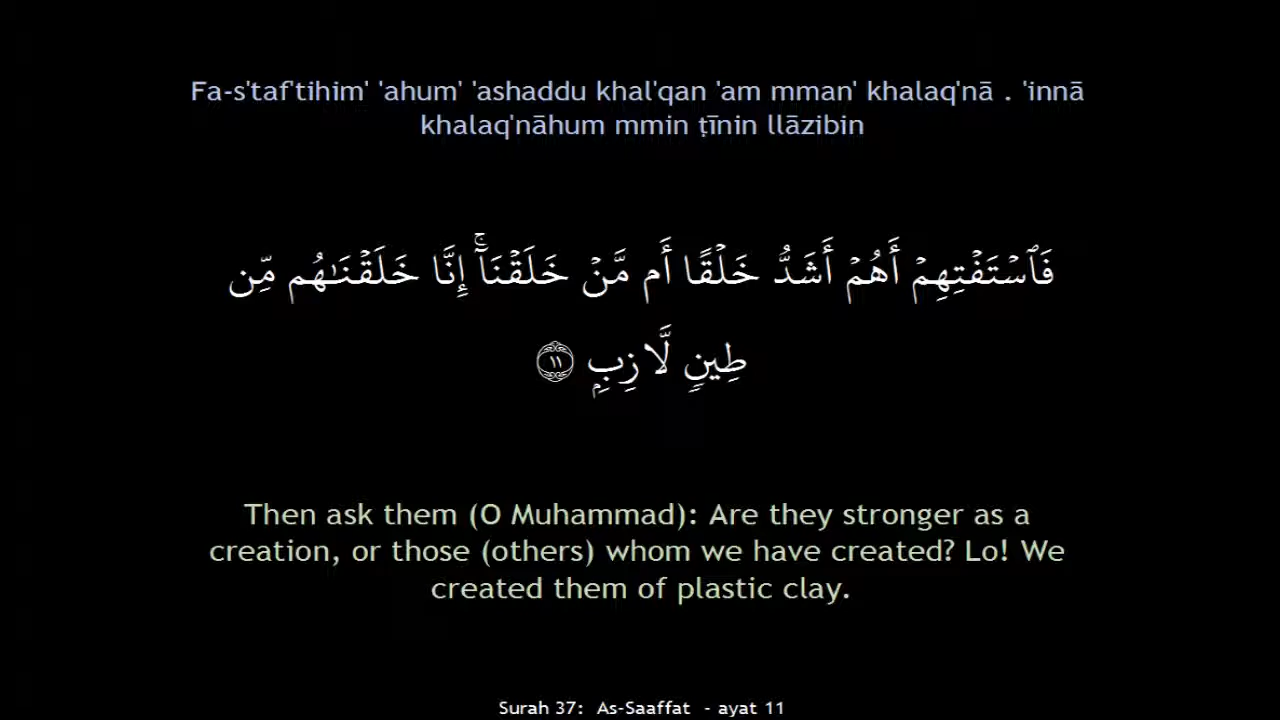 Fa-s'taf'tihim' 'ahum' 'ashaddu khal'qan 'am mman' khalaq'nā . 'innā
khalaq'nāhum mmin ṭīnin llāzibin
فَٱسۡتَفۡتِهِمۡ أَهُمۡ أَشَدُّ خَلۡقًا أَم مَّنۡ خَلَقۡنَآۚ إِنَّا خَلَقۡنَٰهُم مِّن
طِينٖ لَّازِبِۭ ١١
Then ask them (O Muhammad): Are they stronger as a
creation, or those (others) whom we have created? Lo! We
created them of plastic clay.
Surah 37: As-Saaffat - ayat 11